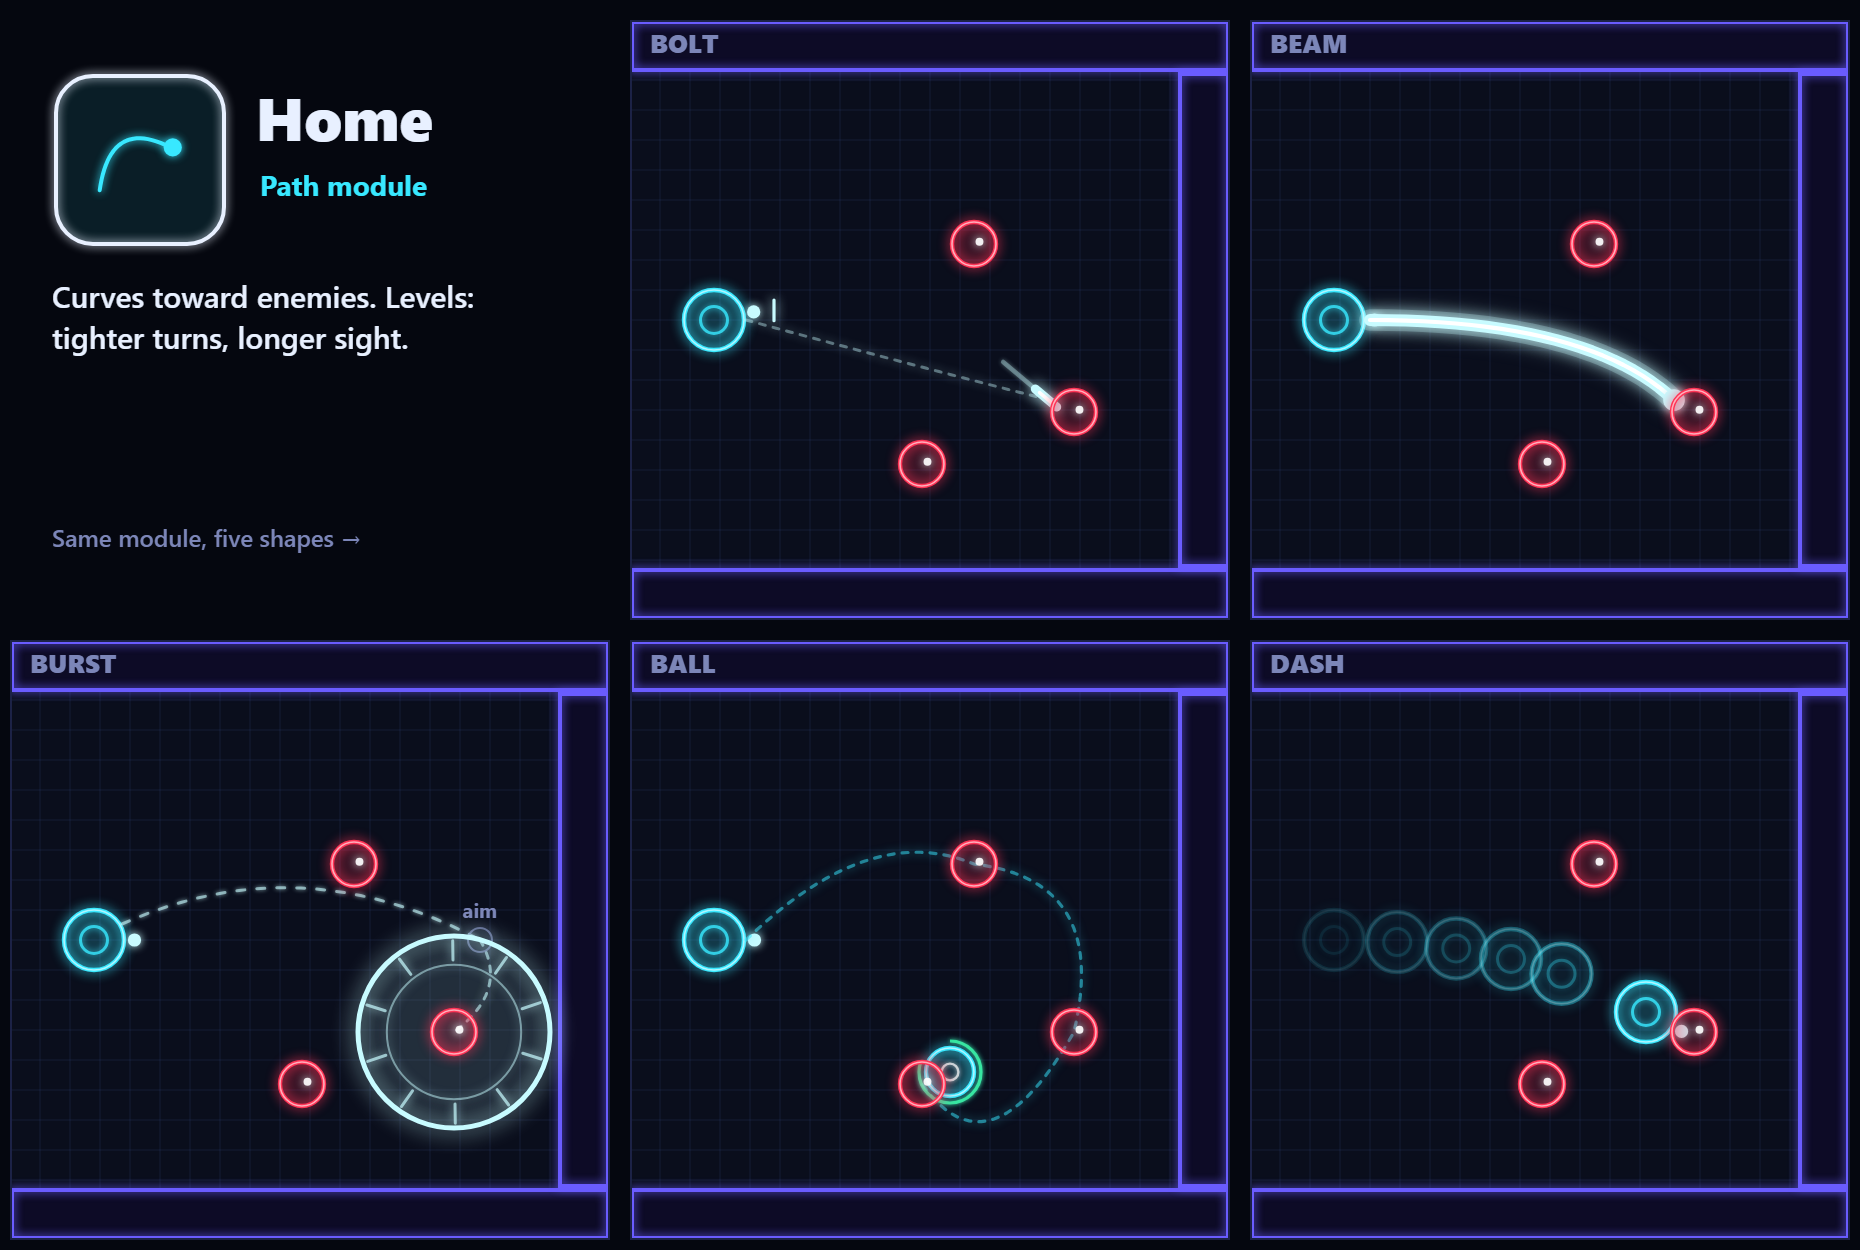 Home
Path module
Curves toward enemies. Levels:
tighter turns, longer sight.
Same module, five shapes →
BOLT
BEAM
BURST
aim
BALL
DASH